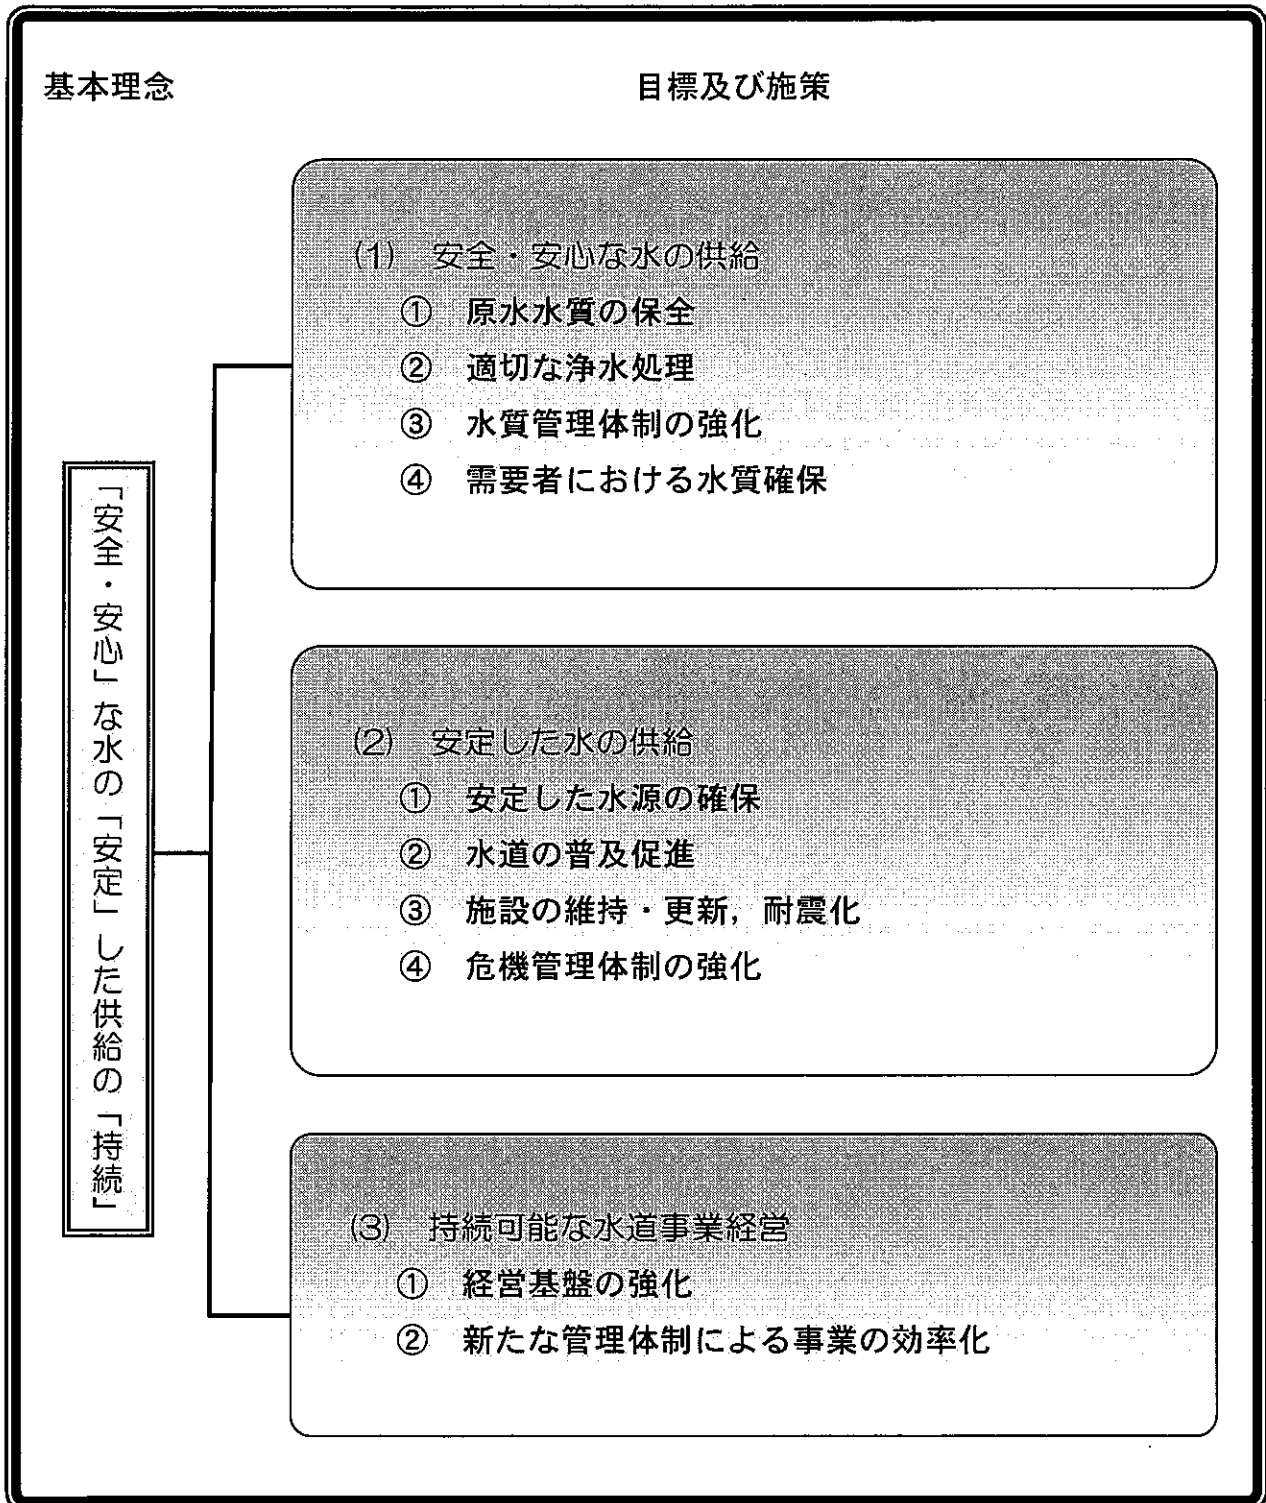 基本理念
目標及び施策
「安全・安心」な水の「安定」した供給の「持続」
(1) 安全・安心な水の供給
① 原水水質の保全
② 適切な浄水処理
③ 水質管理体制の強化
④ 需要者における水質確保
(2) 安定した水の供給
① 安定した水源の確保
② 水道の普及促進
③ 施設の維持・更新，耐震化
④ 危機管理体制の強化
(3) 持続可能な水道事業経営
① 経営基盤の強化
② 新たな管理体制による事業の効率化